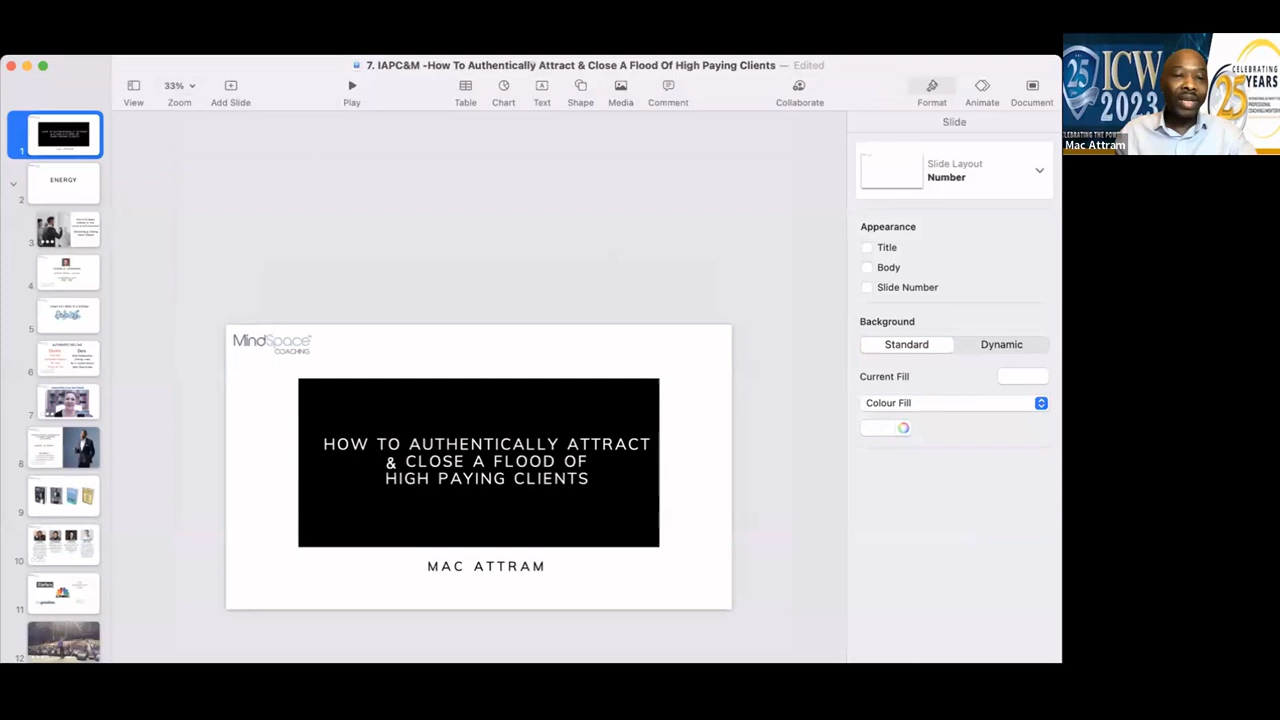 7. IAPC&M -How To Authentically Attract & Close A Flood Of High Paying Clients — Edited
33%
View
Zoom
Add Slide
Play
Table
Chart
Text
Shape
Media
Comment
Collaborate
Format
Animate
Document
1
2
3
4
5
6
7
8
9
10
11
12
ENERGY
MindSpace
COACHING
HOW TO AUTHENTICALLY ATTRACT
& CLOSE A FLOOD OF
HIGH PAYING CLIENTS
MAC ATTRAM
Slide
Slide Layout
Number
Appearance
Title
Body
Slide Number
Background
Standard
Dynamic
Current Fill
Colour Fill
25
ICW
2023
CELEBRATING
25
YEARS
Mac Attram